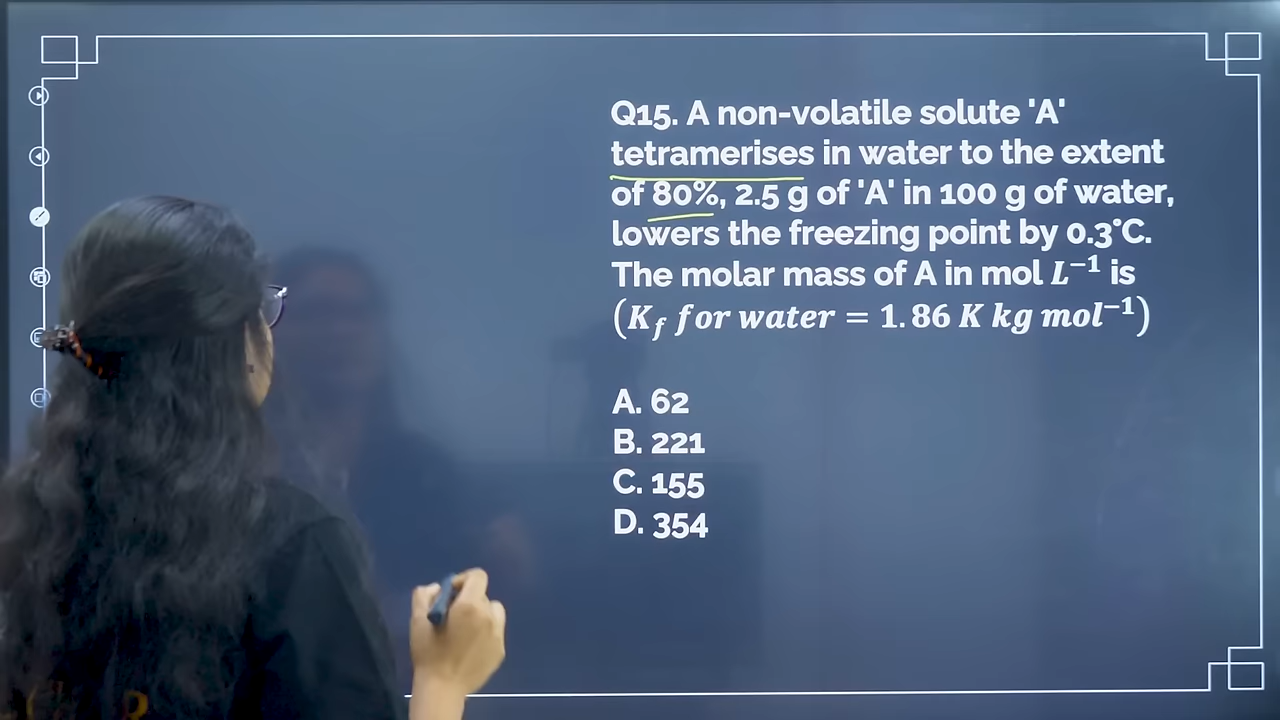 Q15. A non-volatile solute 'A'
tetramerises in water to the extent
of 80%, 2.5 g of 'A' in 100 g of water,
lowers the freezing point by 0.3°C.
The molar mass of A in mol L⁻¹ is
(K_f for water = 1.86 K kg mol⁻¹)
A. 62
B. 221
C. 155
D. 354